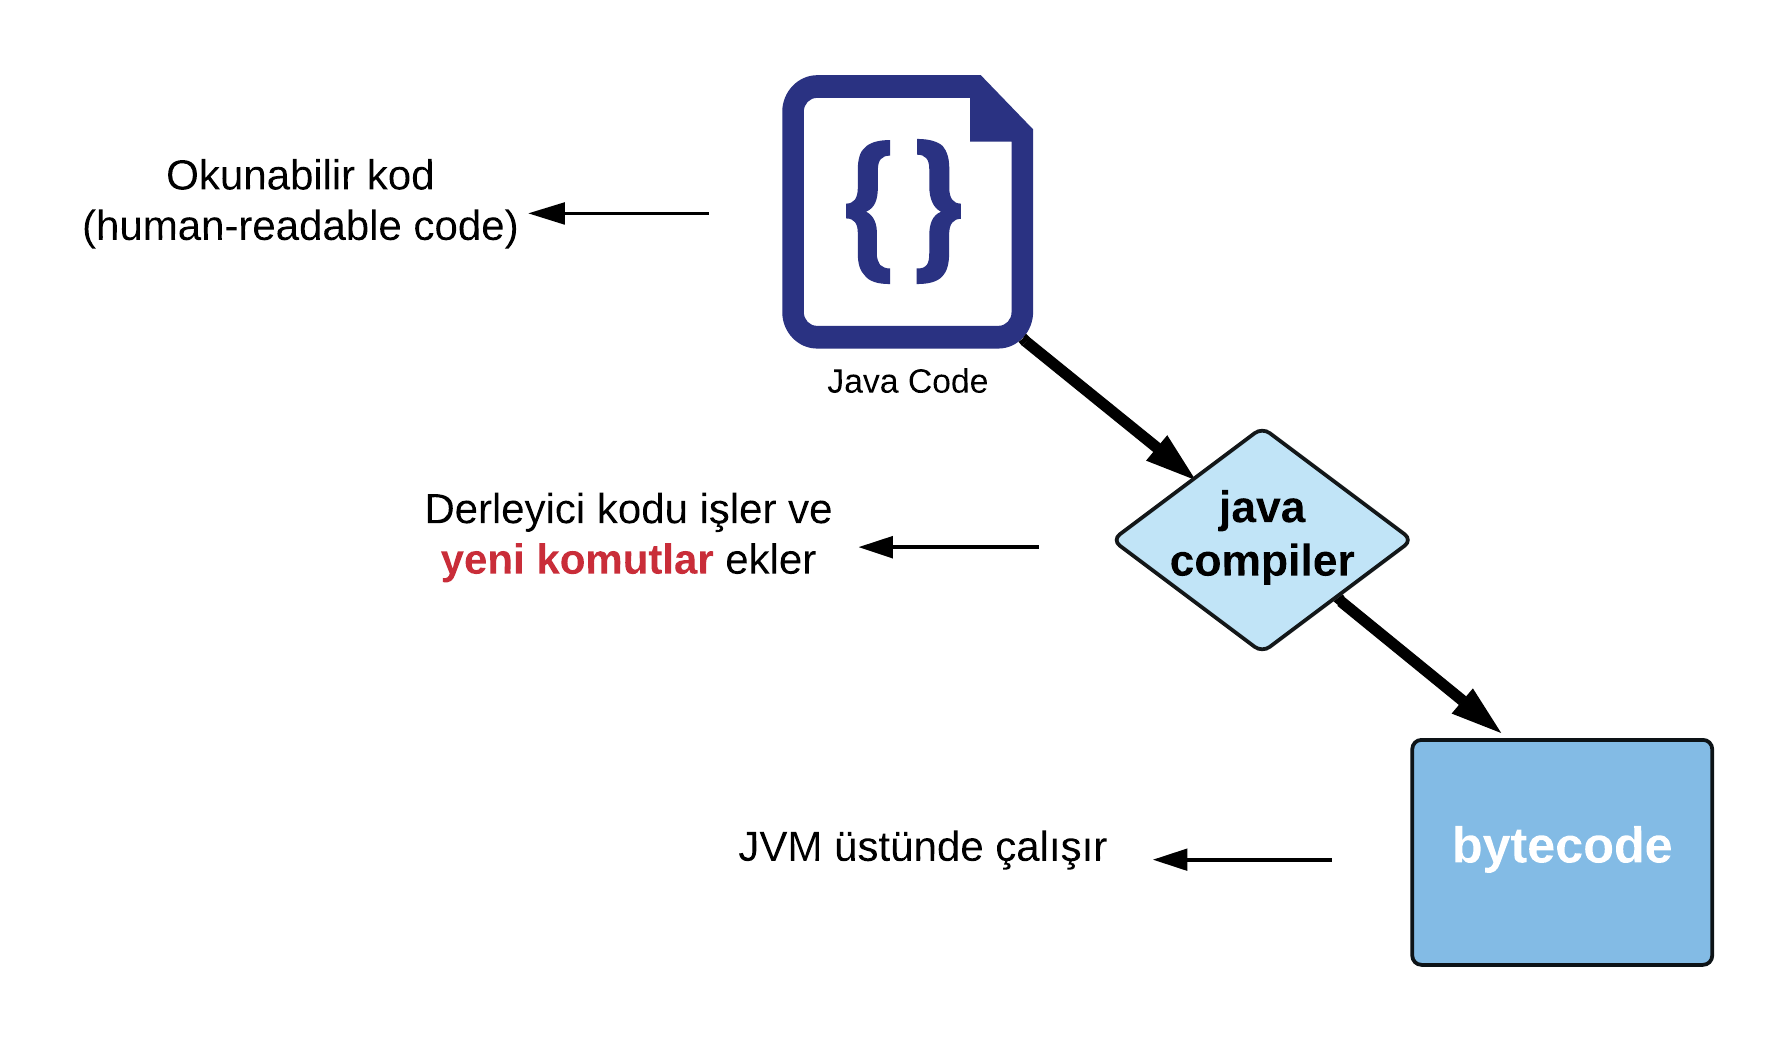 Okunabilir kod
(human-readable code)
{ }
Java Code
Derleyici kodu işler ve
yeni komutlar ekler
java
compiler
JVM üstünde çalışır
bytecode